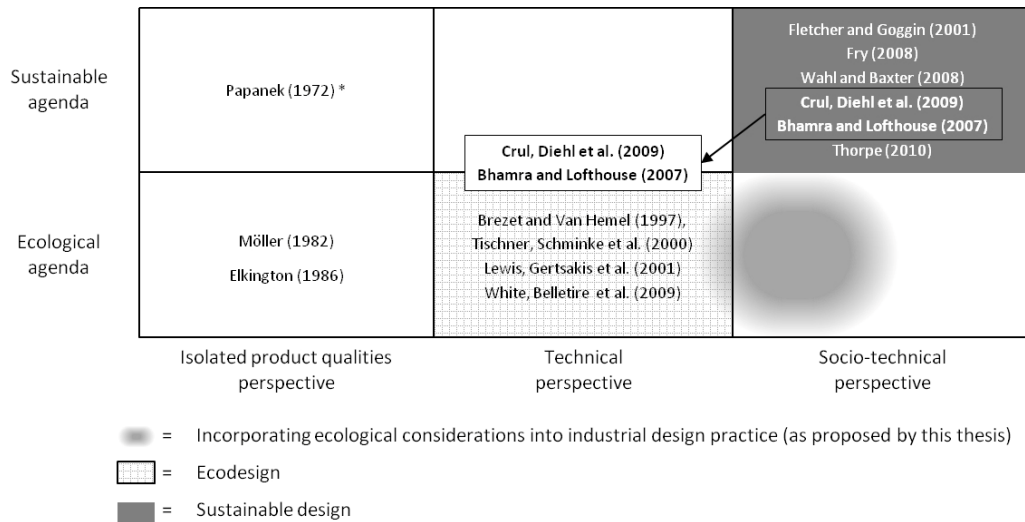 Sustainable
agenda
Papanek (1972) *
Fletcher and Goggin (2001)
Fry (2008)
Wahl and Baxter (2008)
Crul, Diehl et al. (2009)
Bhamra and Lofthouse (2007)
Thorpe (2010)
Crul, Diehl et al. (2009)
Bhamra and Lofthouse (2007)
Ecological
agenda
Möller (1982)
Elkington (1986)
Brezet and Van Hemel (1997),
Tischner, Schminke et al. (2000)
Lewis, Gertsakis et al. (2001)
White, Belletire et al. (2009)
Isolated product qualities
perspective
Technical
perspective
Socio-technical
perspective
= Incorporating ecological considerations into industrial design practice (as proposed by this thesis)
= Ecodesign
= Sustainable design